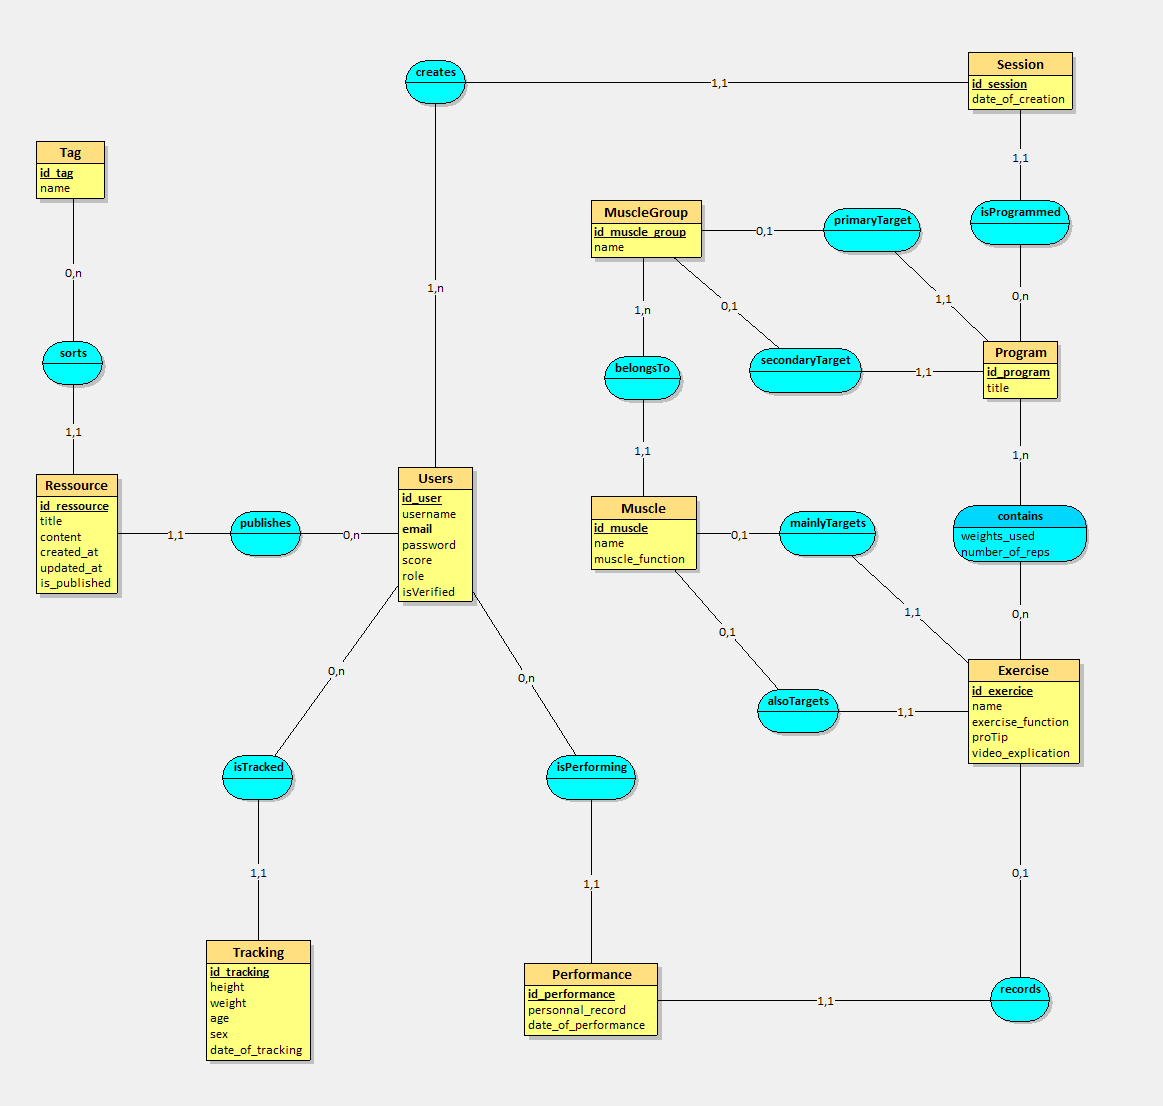 creates
1,1
Session
id_session
date_of_creation
Tag
id_tag
name
1,1
MuscleGroup
id_muscle_group
name
0,1
primaryTarget
isProgrammed
0,n
1,n
1,n
0,1
1,1
0,n
sorts
belongsTo
secondaryTarget
1,1
Program
id_program
title
1,1
1,1
1,n
Ressource
id_ressource
title
content
created_at
updated_at
is_published
1,1
publishes
0,n
Users
id_user
username
email
password
score
role
isVerified
Muscle
id_muscle
name
muscle_function
0,1
mainlyTargets
contains
weights_used
number_of_reps
0,1
1,1
0,n
0,n
0,n
alsoTargets
1,1
Exercise
id_exercice
name
exercise_function
proTip
video_explication
isTracked
isPerforming
1,1
1,1
0,1
Tracking
id_tracking
height
weight
age
sex
date_of_tracking
Performance
id_performance
personnal_record
date_of_performance
1,1
records